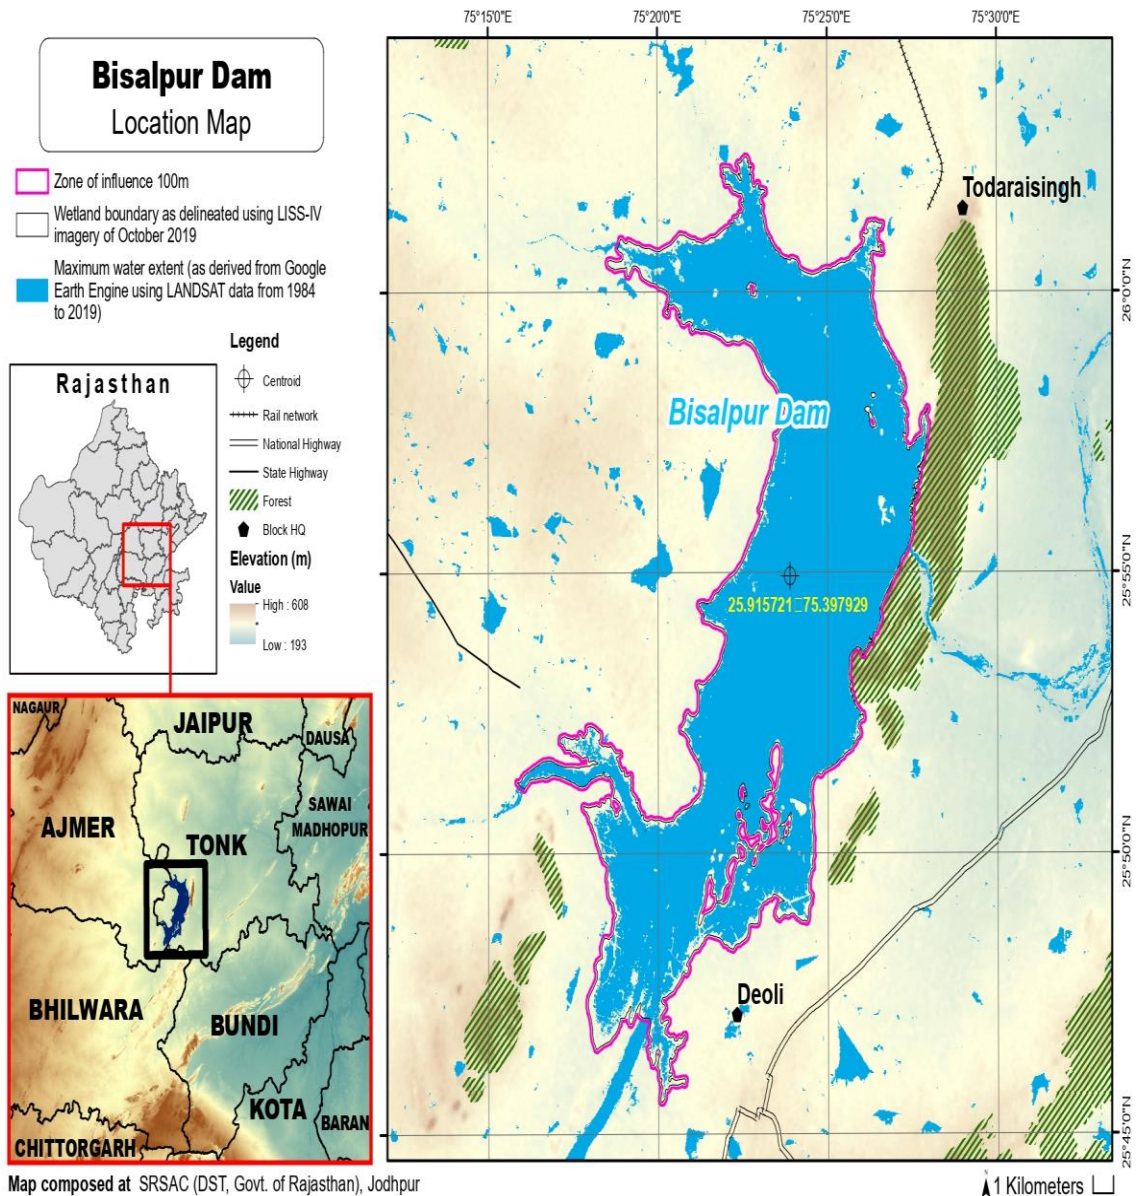 Bisalpur Dam
Location Map
Zone of influence 100m
Wetland boundary as delineated using LISS-IV
imagery of October 2019
Maximum water extent (as derived from Google
Earth Engine using LANDSAT data from 1984
to 2019)
Legend
Centroid
Rail network
National Highway
State Highway
Forest
Block HQ
Elevation (m)
Value
High : 608
Low : 193
Rajasthan
NAGAUR
JAIPUR
DAUSA
AJMER
TONK
SAWAI
MADHOPUR
BHILWARA
BUNDI
KOTA
BARAN
CHITTORGARH
75°15'0"E
75°20'0"E
75°25'0"E
75°30'0"E
Todaraisingh
26°0'0"N
Bisalpur Dam
25°55'0"N
25.915721□75.397929
25°50'0"N
Deoli
25°45'0"N
Map composed at SRSAC (DST, Govt. of Rajasthan), Jodhpur
N
1 Kilometers